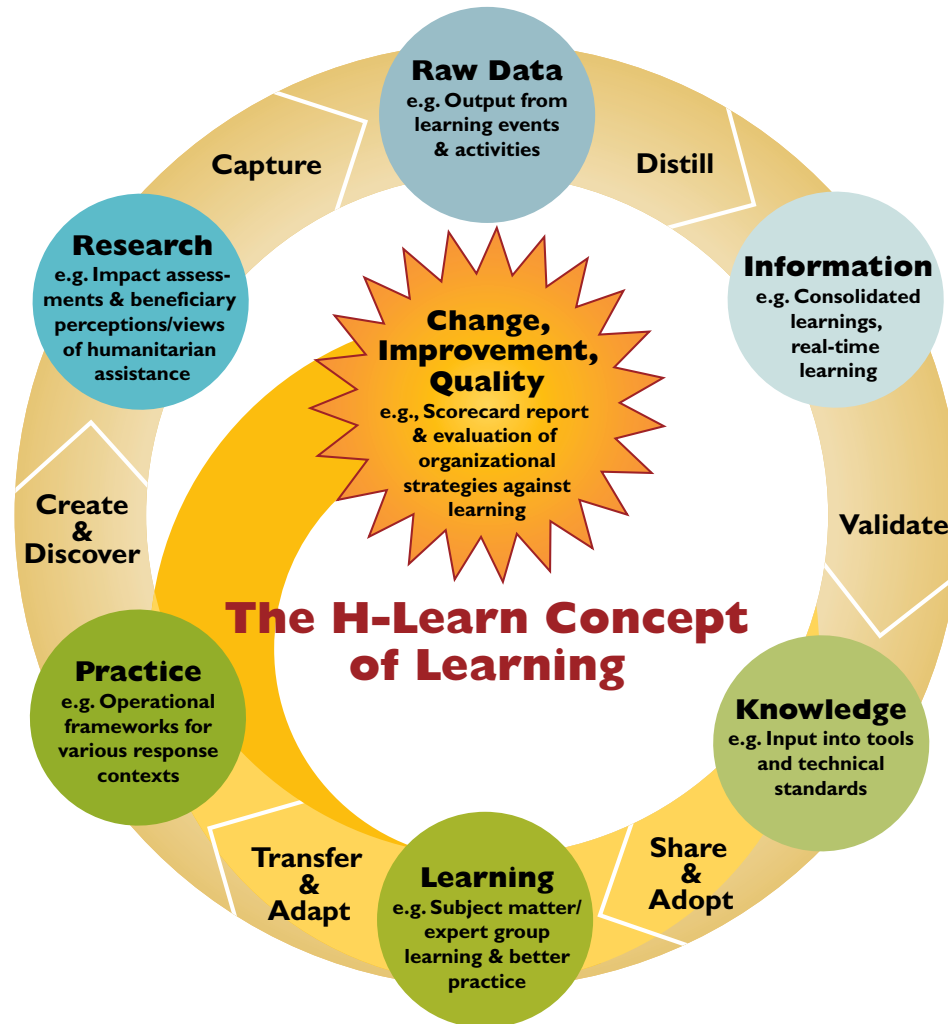 Raw Data
e.g. Output from
learning events
& activities
Distill
Information
e.g. Consolidated
learnings,
real-time
learning
Validate
Knowledge
e.g. Input into tools
and technical
standards
Share
&
Adopt
Learning
e.g. Subject matter/
expert group
learning & better
practice
Transfer
&
Adapt
Practice
e.g. Operational
frameworks for
various response
contexts
Create
&
Discover
Research
e.g. Impact assess-
ments & beneficiary
perceptions/views
of humanitarian
assistance
Capture
Change,
Improvement,
Quality
e.g., Scorecard report
& evaluation of
organizational
strategies against
learning
The H-Learn Concept
of Learning